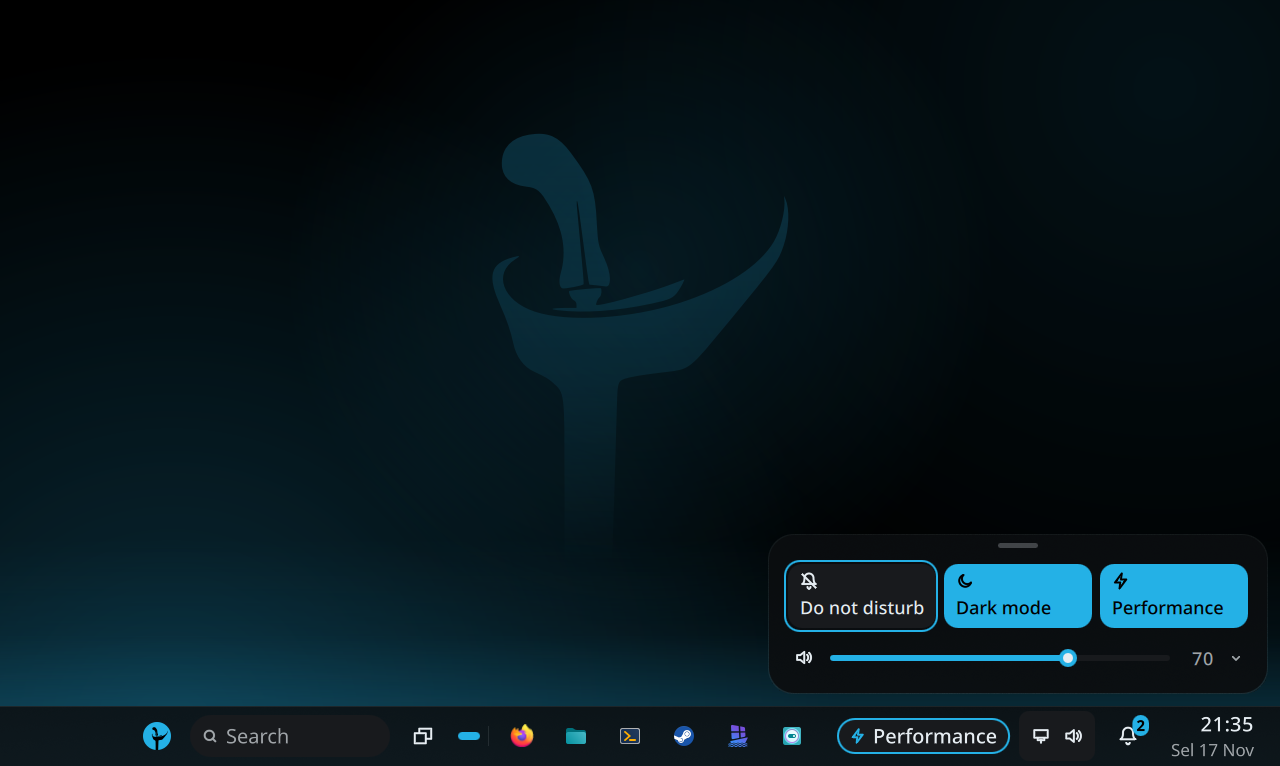 Do not disturb
Dark mode
Performance
70
Search
Performance
2
21:35
Sel 17 Nov